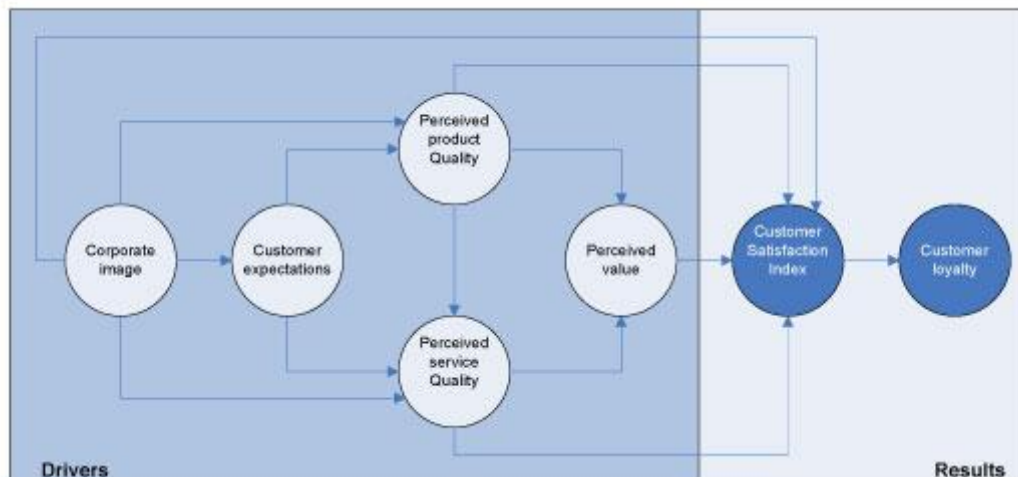 Perceived
product
Quality
Corporate
image
Customer
expectations
Perceived
value
Customer
Satisfaction
Index
Customer
loyalty
Perceived
service
Quality
Drivers
Results